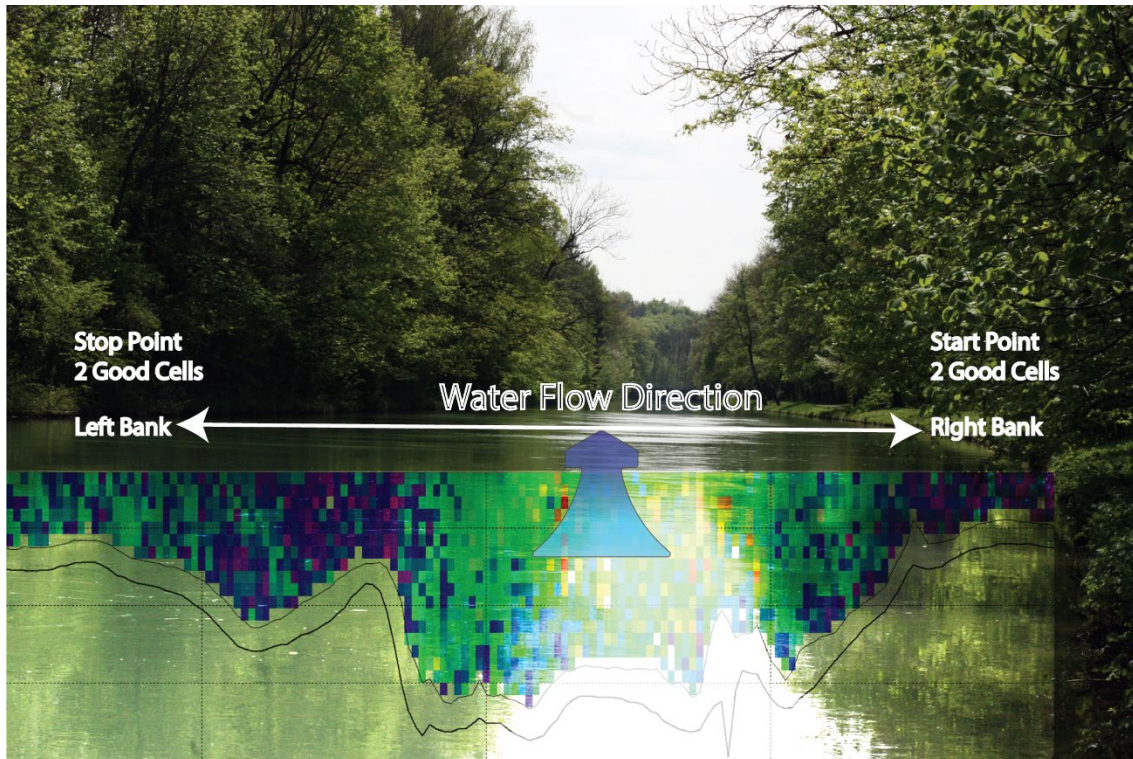 Stop Point
2 Good Cells
Left Bank
Water Flow Direction
Start Point
2 Good Cells
Right Bank